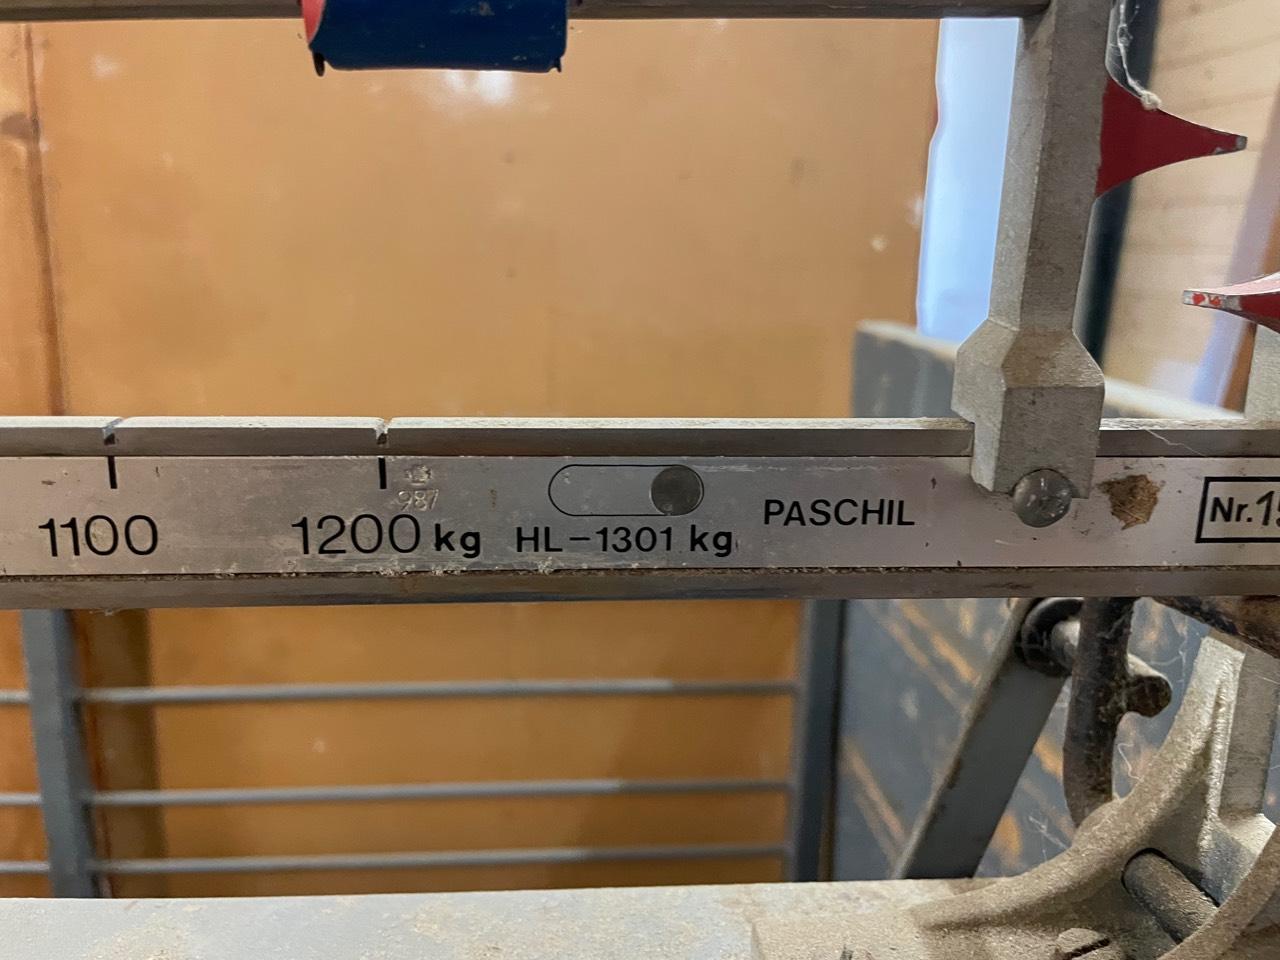 1100
1200 kg
987
HL-1301 kg
PASCHIL
Nr.